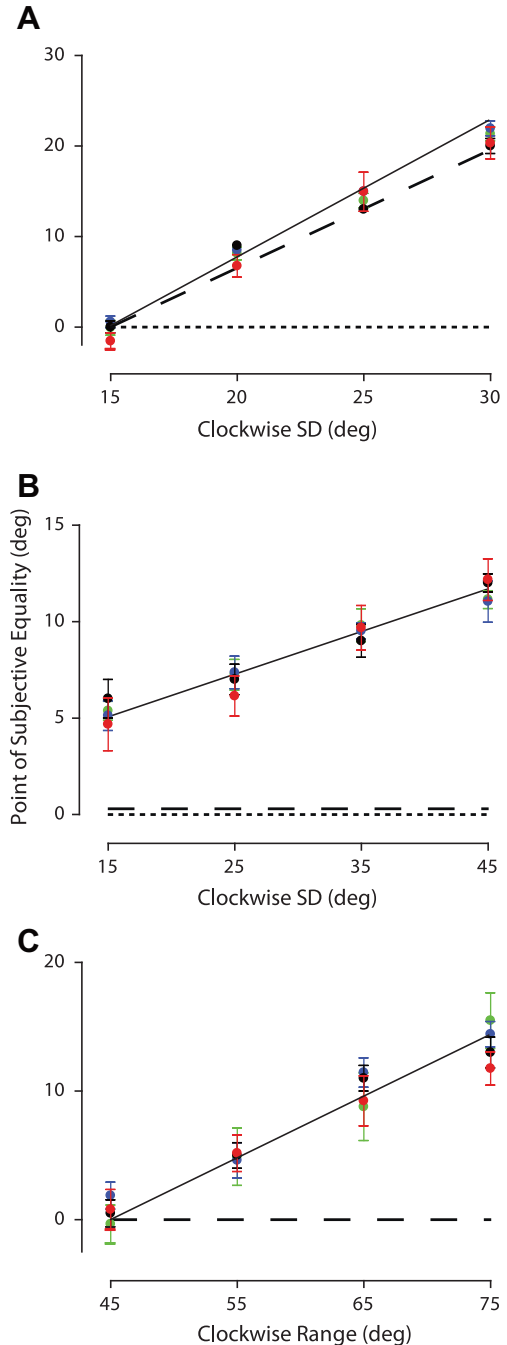 A
30
20
10
0
15 20 25 30
Clockwise SD (deg)
B
Point of Subjective Equality (deg)
15
10
5
0
15 25 35 45
Clockwise SD (deg)
C
20
10
0
45 55 65 75
Clockwise Range (deg)